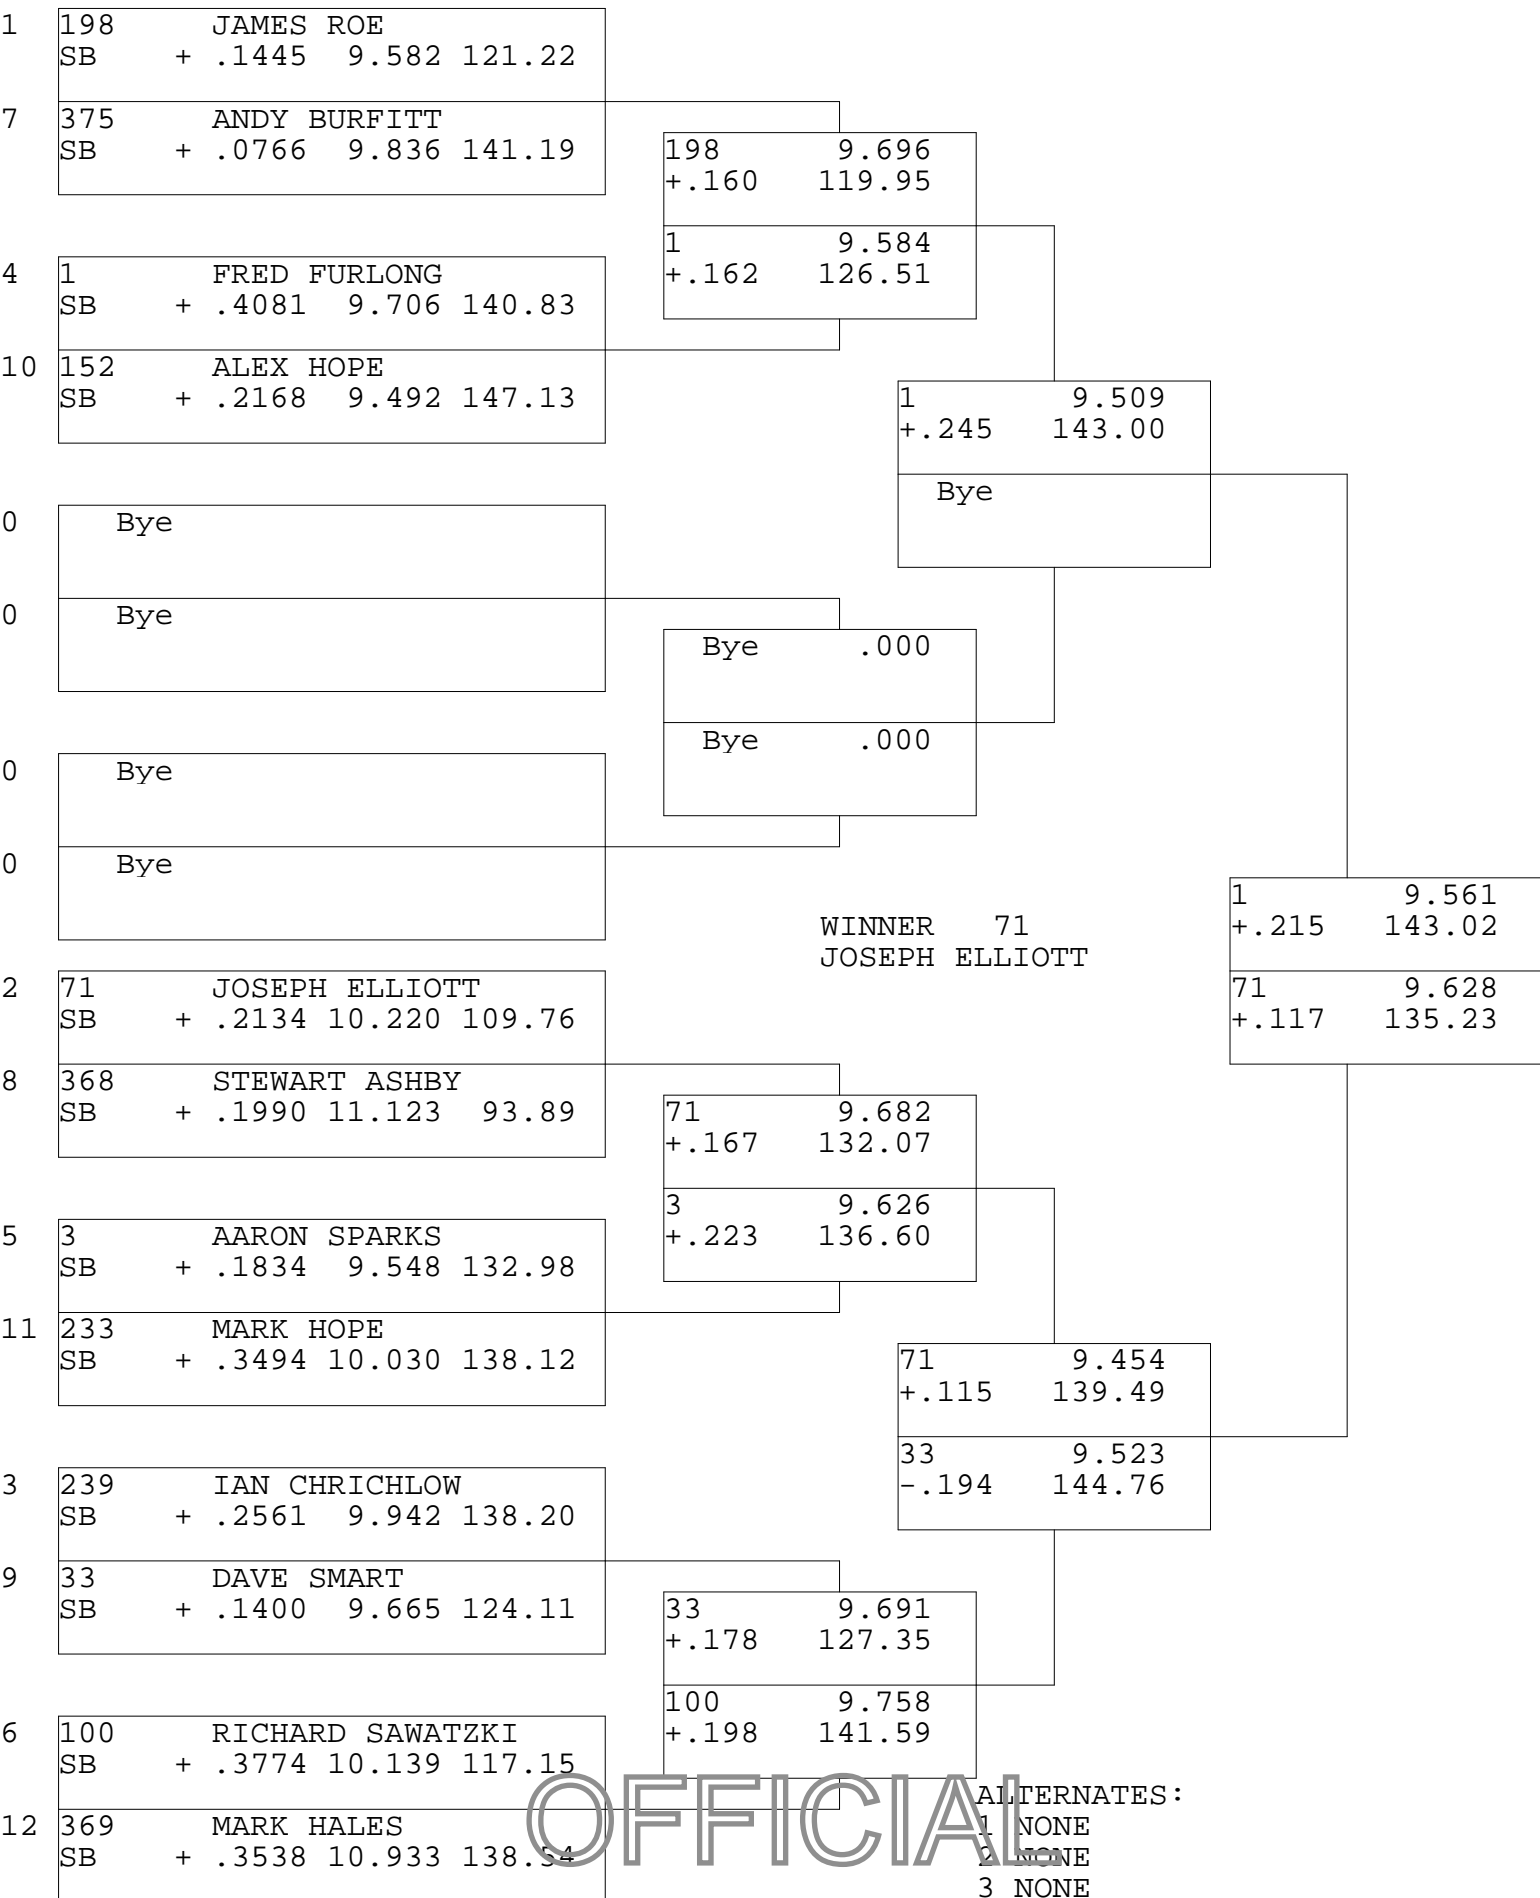 1 198 JAMES ROE
SB + .1445 9.582 121.22
7 375 ANDY BURFITT
SB + .0766 9.836 141.19
198 9.696
+.160 119.95
1 9.584
+.162 126.51
4 1 FRED FURLONG
SB + .4081 9.706 140.83
10 152 ALEX HOPE
SB + .2168 9.492 147.13
1 9.509
+.245 143.00
Bye
0 Bye
0 Bye
Bye .000
Bye .000
0 Bye
0 Bye
WINNER 71
JOSEPH ELLIOTT
1 9.561
+.215 143.02
71 9.628
+.117 135.23
2 71 JOSEPH ELLIOTT
SB + .2134 10.220 109.76
8 368 STEWART ASHBY
SB + .1990 11.123 93.89
71 9.682
+.167 132.07
3 9.626
+.223 136.60
5 3 AARON SPARKS
SB + .1834 9.548 132.98
11 233 MARK HOPE
SB + .3494 10.030 138.12
71 9.454
+.115 139.49
33 9.523
-.194 144.76
3 239 IAN CHRICHLOW
SB + .2561 9.942 138.20
9 33 DAVE SMART
SB + .1400 9.665 124.11
33 9.691
+.178 127.35
100 9.758
+.198 141.59
6 100 RICHARD SAWATZKI
SB + .3774 10.139 117.15
12 369 MARK HALES
SB + .3538 10.933 138.54
OFFICIAL
ALTERNATES:
1 NONE
2 NONE
3 NONE